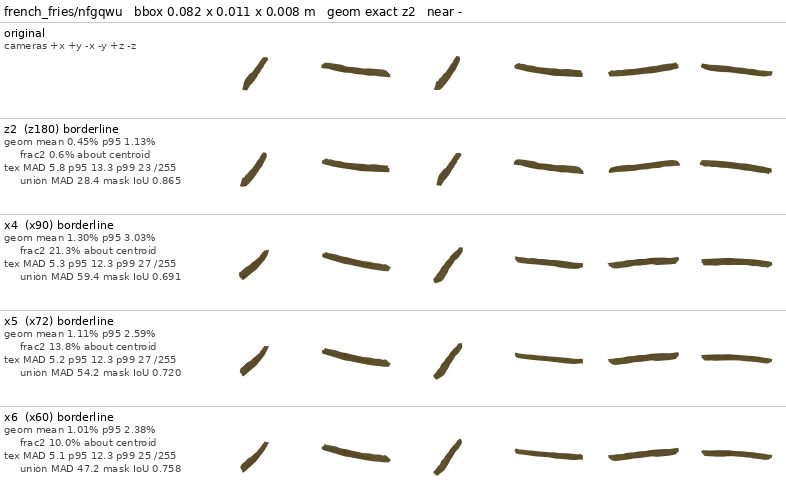 french_fries/nfgqwu   bbox 0.082 x 0.011 x 0.008 m   geom exact z2   near -
original
cameras +x +y -x -y +z -z
z2  (z180) borderline
geom mean 0.45% p95 1.13%
frac2 0.6% about centroid
tex MAD 5.8 p95 13.3 p99 23 /255
union MAD 28.4 mask IoU 0.865
x4  (x90) borderline
geom mean 1.30% p95 3.03%
frac2 21.3% about centroid
tex MAD 5.3 p95 12.3 p99 27 /255
union MAD 59.4 mask IoU 0.691
x5  (x72) borderline
geom mean 1.11% p95 2.59%
frac2 13.8% about centroid
tex MAD 5.2 p95 12.3 p99 27 /255
union MAD 54.2 mask IoU 0.720
x6  (x60) borderline
geom mean 1.01% p95 2.38%
frac2 10.0% about centroid
tex MAD 5.1 p95 12.3 p99 25 /255
union MAD 47.2 mask IoU 0.758